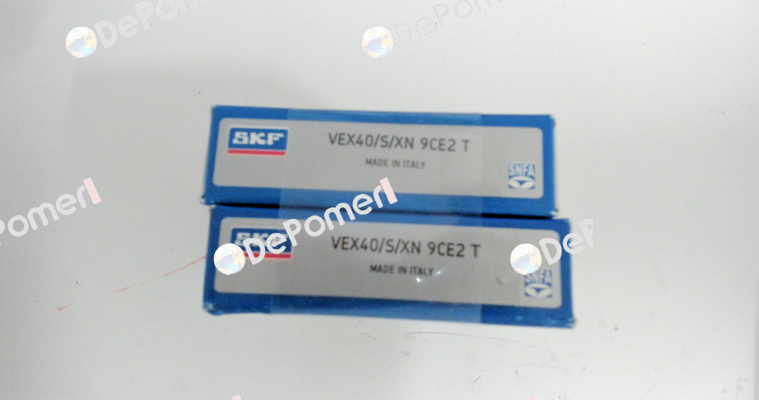 DePomerI
DePomerI
SKF
VEX40/S/XN 9CE2 T
MADE IN ITALY
SNFA
DePomerI
DePomerI
DeP
SKF
VEX40/S/XN 9CE2 T
MADE IN ITALY
SNFA